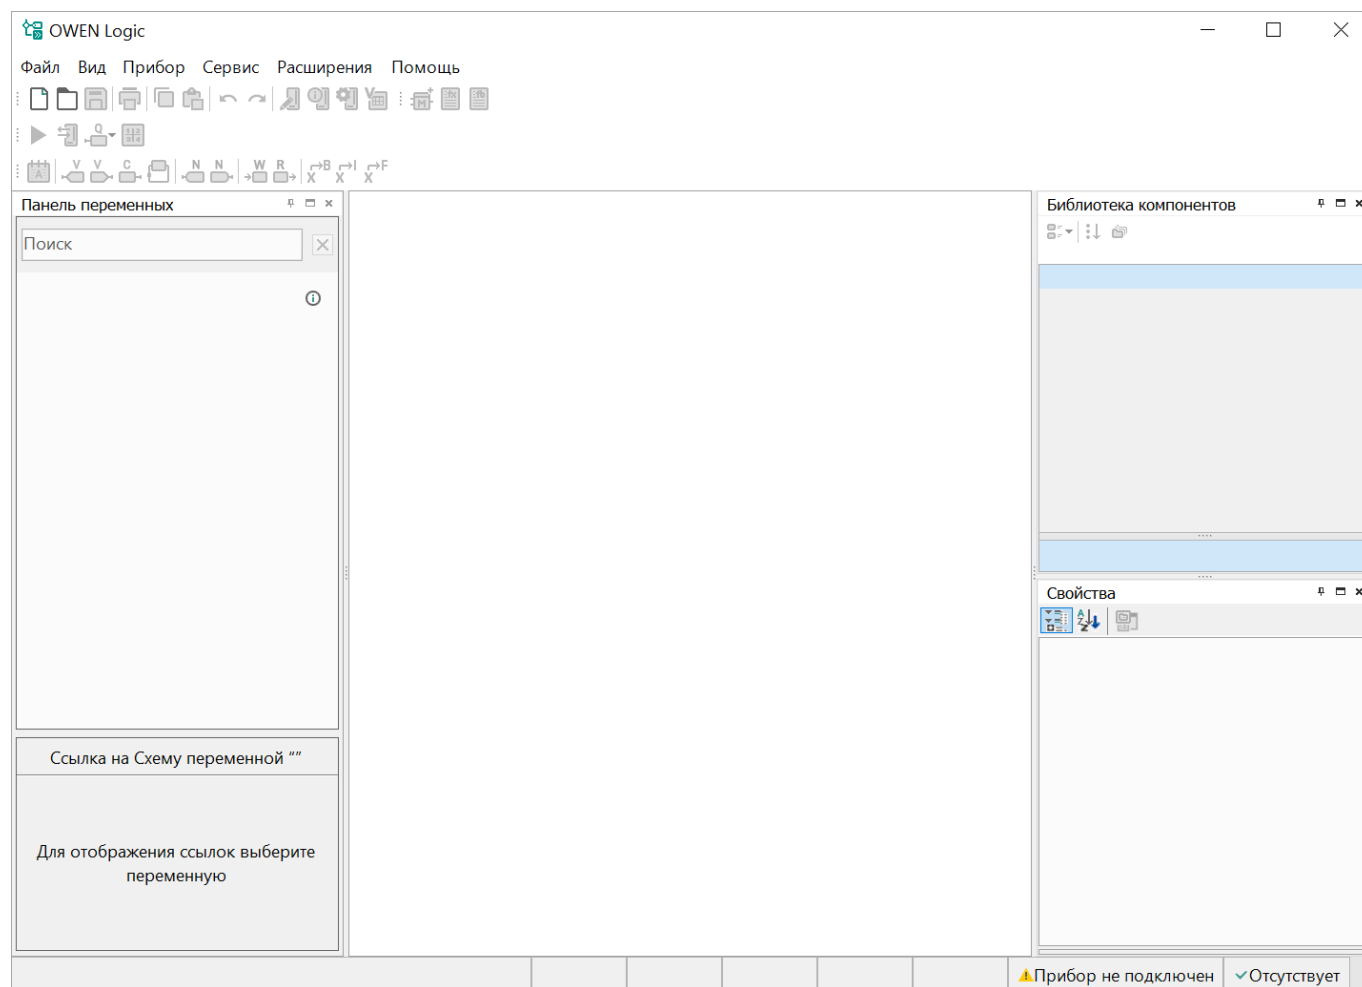 OWEN Logic
Файл Вид Прибор Сервис Расширения Помощь
Панель переменных
Поиск
Ссылка на Схему переменной “”
Для отображения ссылок выберите
переменную
Библиотека компонентов
Свойства
Прибор не подключен
Отсутствует